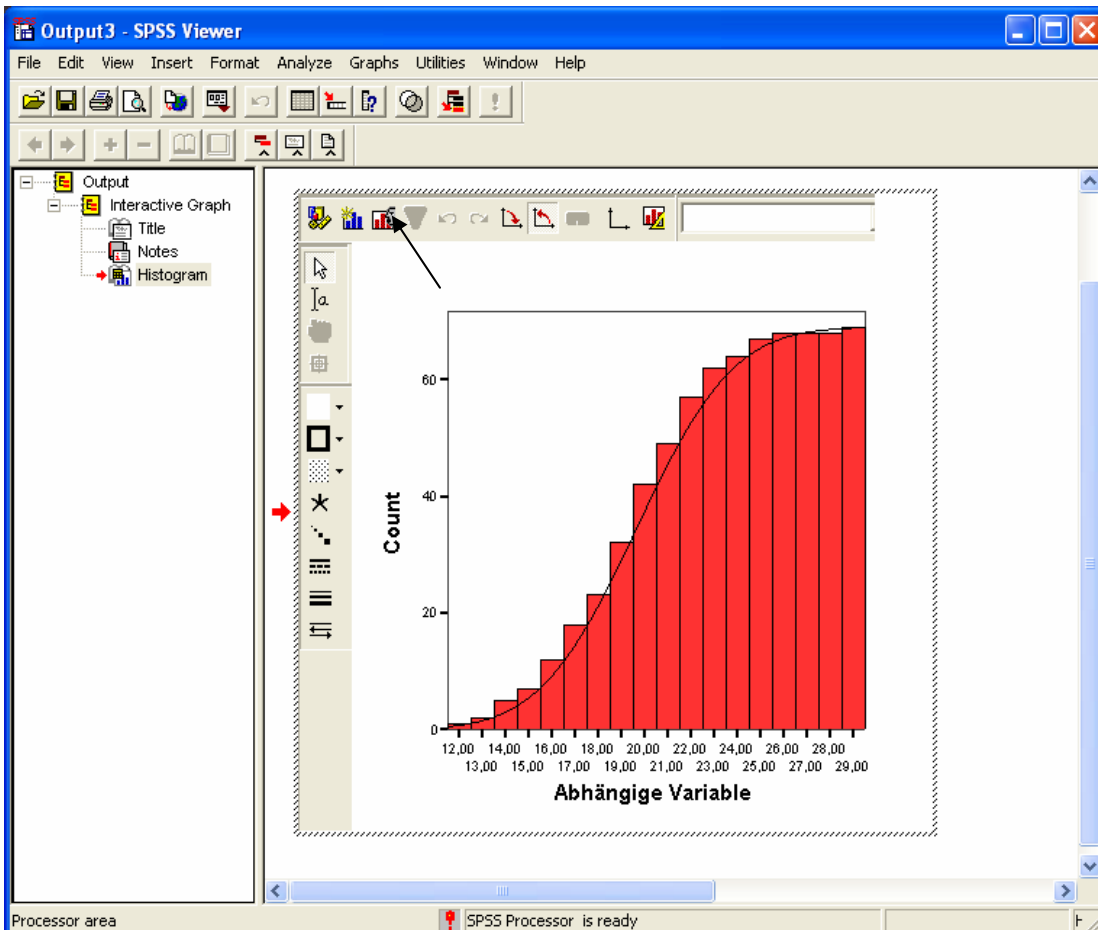 Output3 - SPSS Viewer
File Edit View Insert Format Analyze Graphs Utilities Window Help
Output
Interactive Graph
Title
Notes
Histogram
a
60
40
20
0
Count
12,00 14,00 16,00 18,00 20,00 22,00 24,00 26,00 28,00
13,00 15,00 17,00 19,00 21,00 23,00 25,00 27,00 29,00
Abhängige Variable
Processor area
SPSS Processor is ready